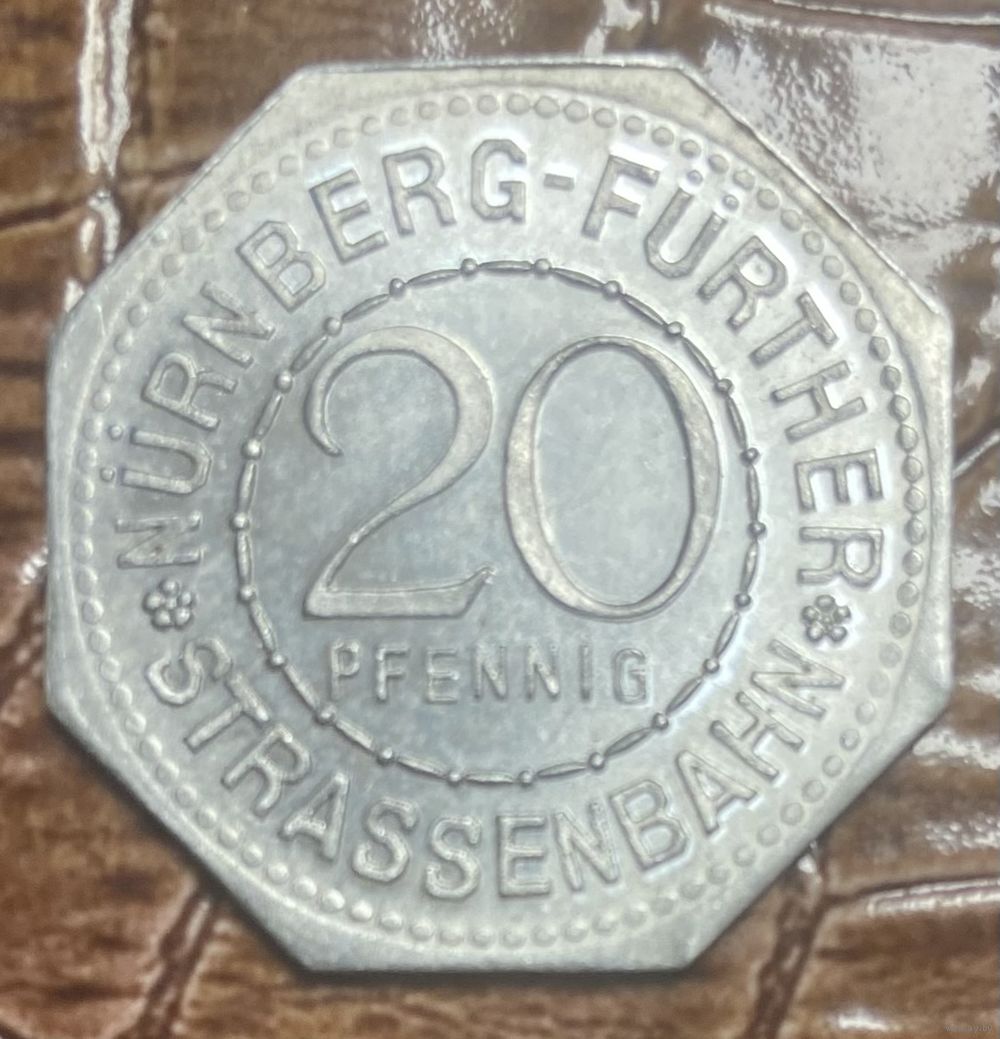 NÜRNBERG-FÜRTHER
20
PFENNIG
STRASSENBAHN